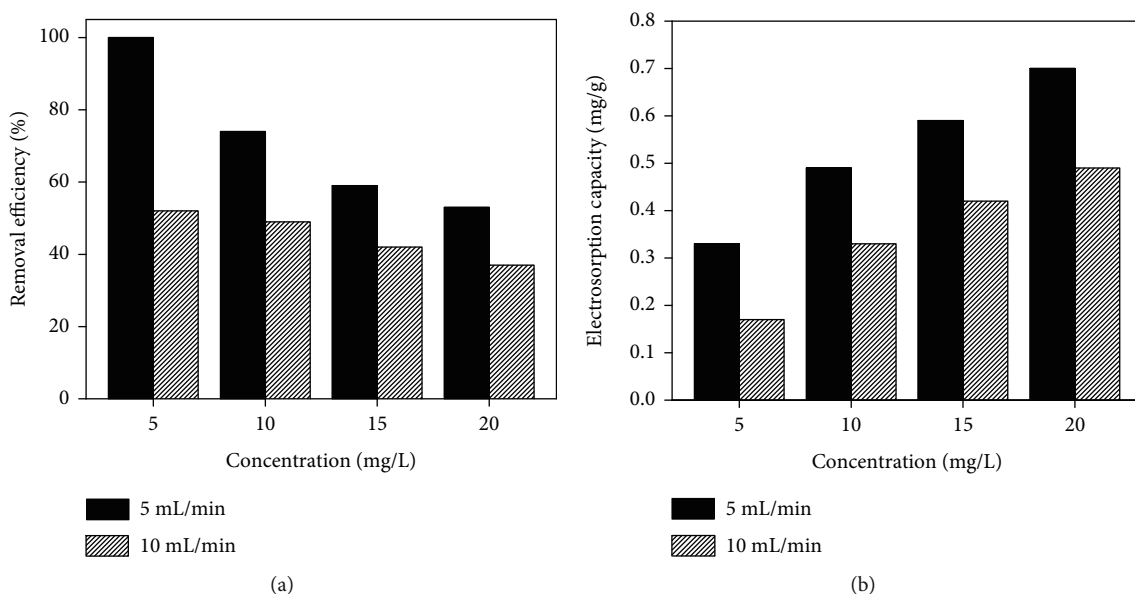 Removal efficiency (%)
100
80
60
40
20
0
5 10 15 20
Concentration (mg/L)
5 mL/min
10 mL/min
(a)
Electrosorption capacity (mg/g)
0.8
0.7
0.6
0.5
0.4
0.3
0.2
0.1
0.0
5 10 15 20
Concentration (mg/L)
5 mL/min
10 mL/min
(b)